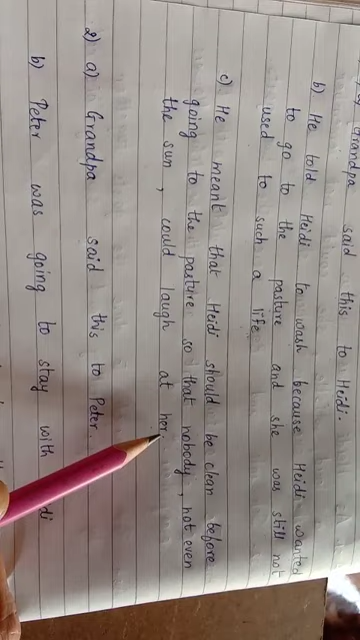 Grandpa said this to Heidi.
b) He told Heidi to wash because Heidi wanted
to go to the pasture and she was still not
used to such a life.
c) He meant that Heidi should be clean before
going to the pasture so that nobody, not even
the sun, could laugh at her
2) a) Grandpa said this to Peter.
b) Peter was going to stay with di